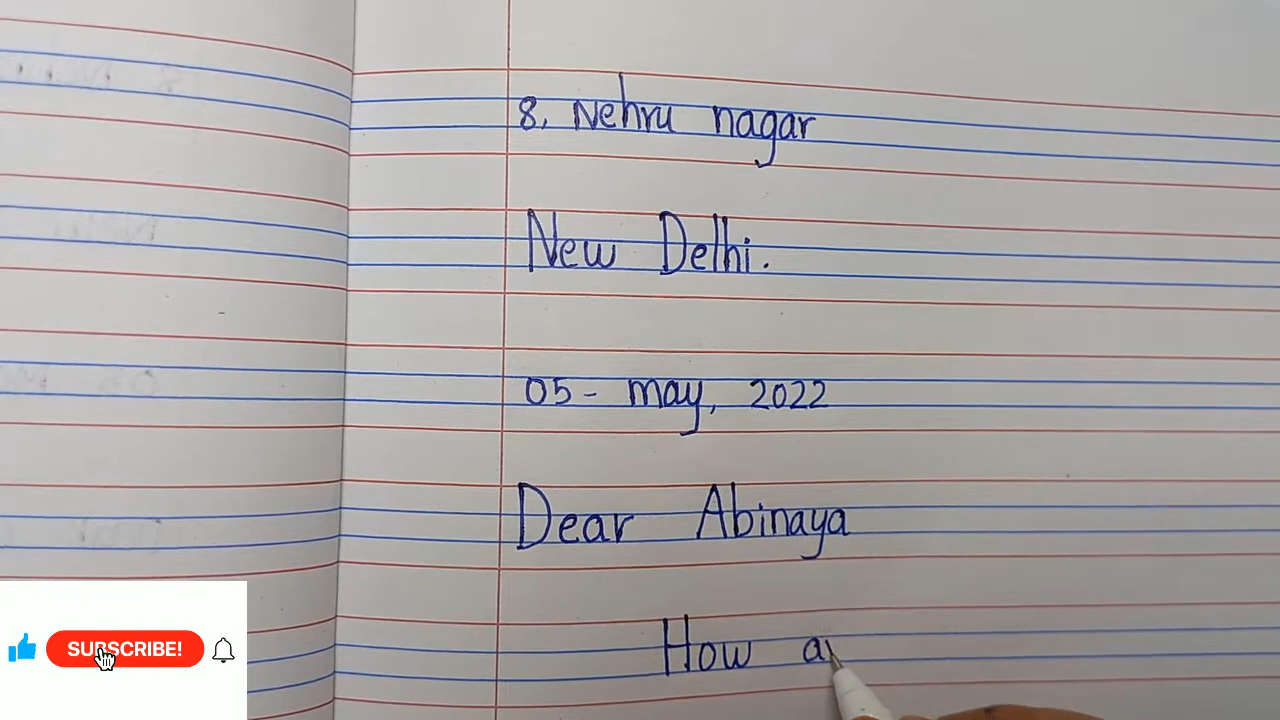 8, Nehru nagar
New Delhi.
05- may, 2022
Dear Abinaya
How a
SUBSCRIBE!